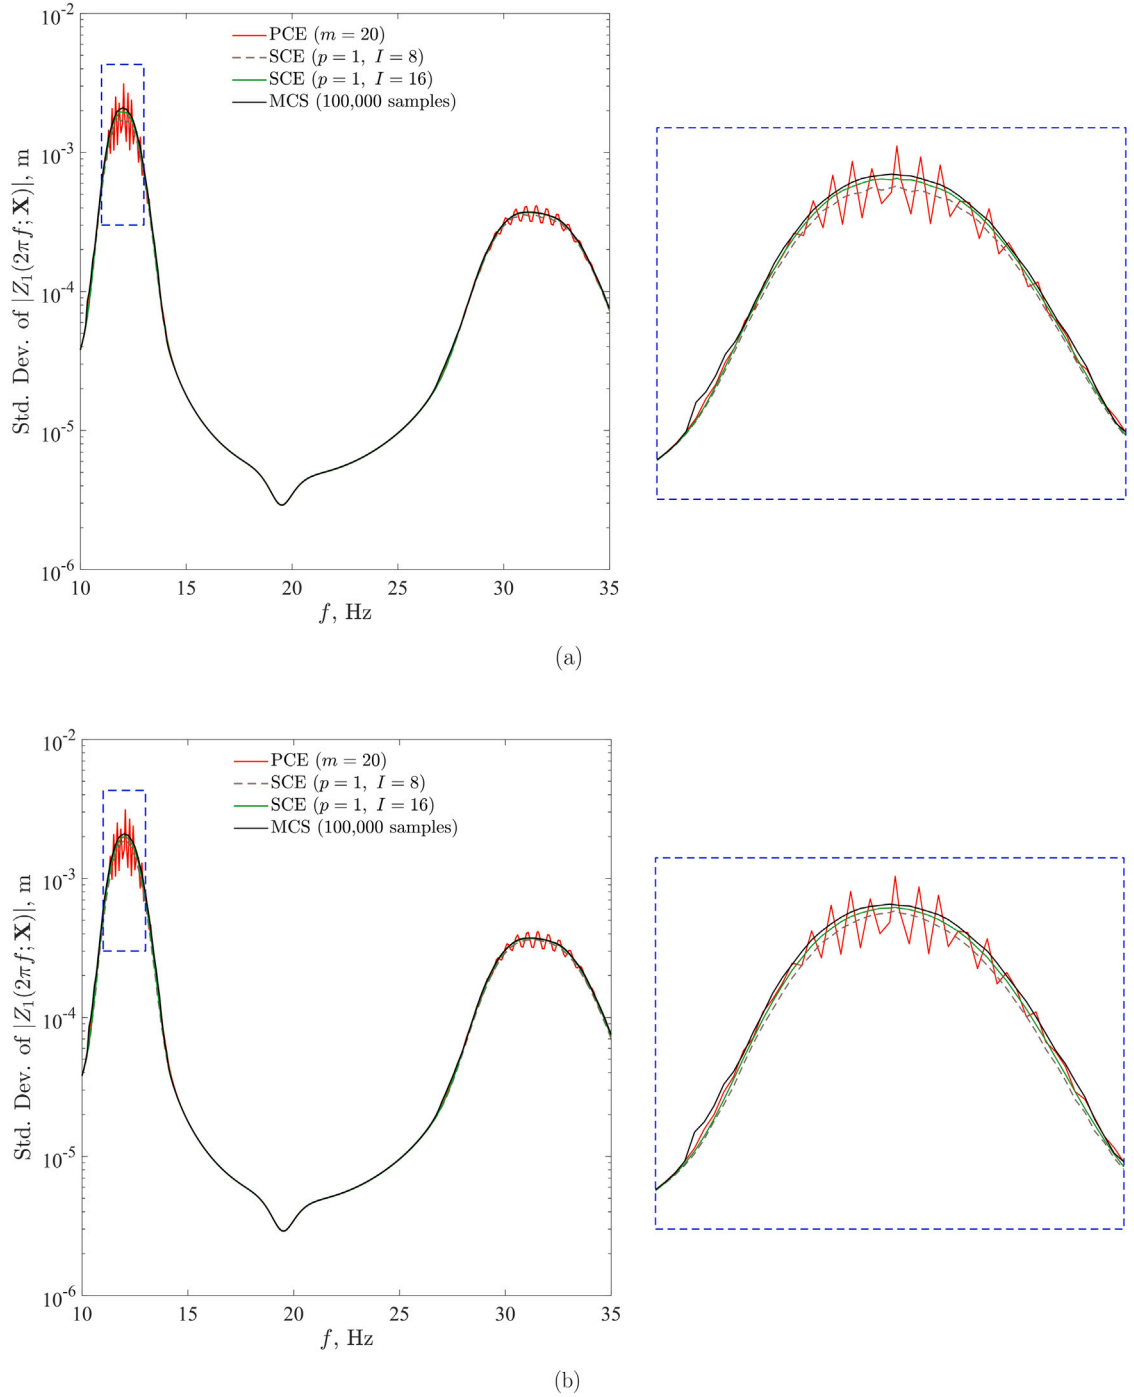 10⁻²
PCE (m = 20)
SCE (p = 1, I = 8)
SCE (p = 1, I = 16)
MCS (100,000 samples)
10⁻³
10⁻⁴
10⁻⁵
10⁻⁶
Std. Dev. of |Z₁(2πf; X)|, m
10 15 20 25 30 35
f, Hz
(a)
10⁻²
PCE (m = 20)
SCE (p = 1, I = 8)
SCE (p = 1, I = 16)
MCS (100,000 samples)
10⁻³
10⁻⁴
10⁻⁵
10⁻⁶
Std. Dev. of |Z₁(2πf; X)|, m
10 15 20 25 30 35
f, Hz
(b)